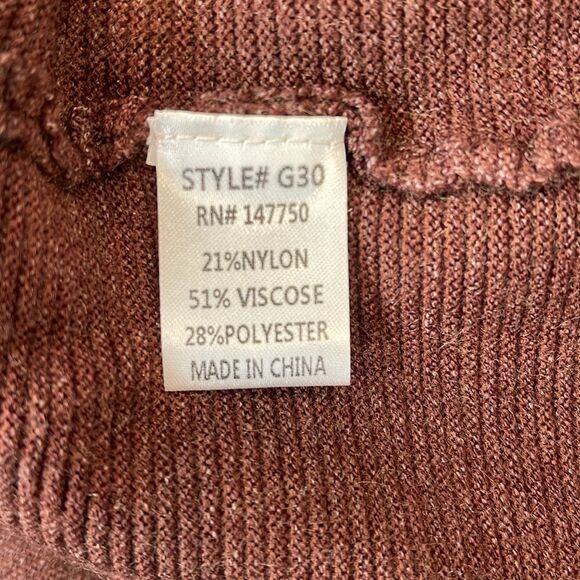 STYLE# G30
RN# 147750
21%NYLON
51% VISCOSE
28%POLYESTER
MADE IN CHINA